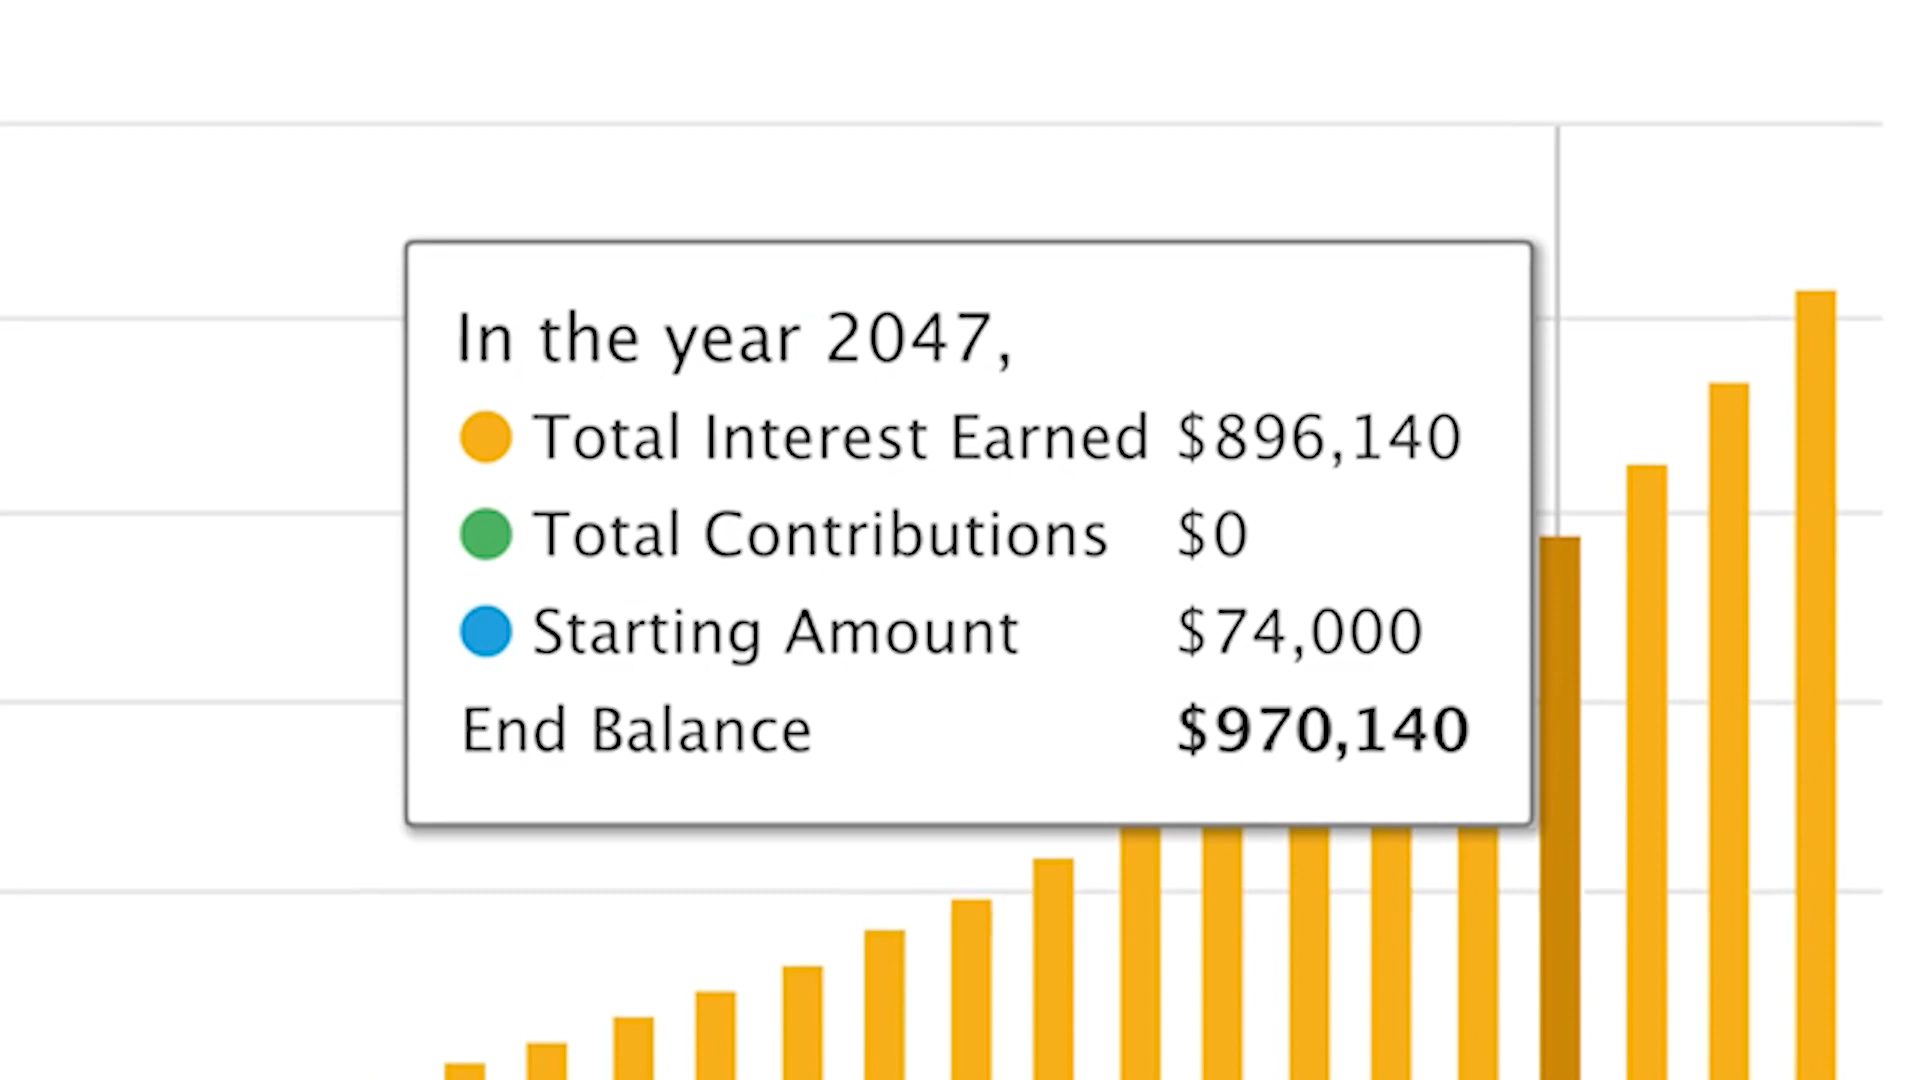 In the year 2047,
Total Interest Earned $896,140
Total Contributions $0
Starting Amount $74,000
End Balance $970,140